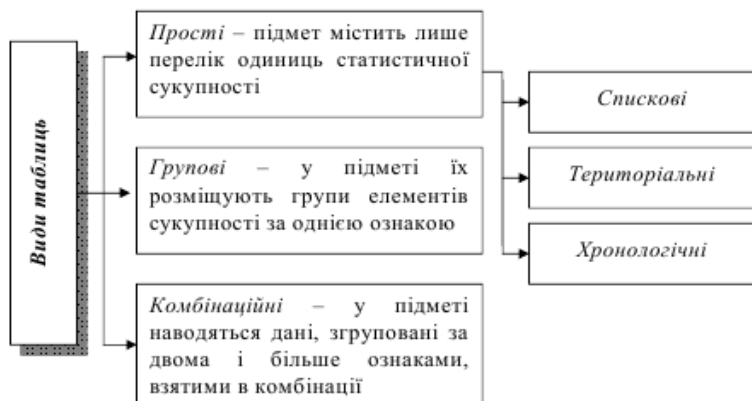 Види таблиць
Прості – підмет містить лише
перелік одиниць статистичної
сукупності
Групові – у підметі їх
розміщують групи елементів
сукупності за однією ознакою
Комбінаційні – у підметі
наводяться дані, згруповані за
двома і більше ознаками,
взятими в комбінації
Спискові
Територіальні
Хронологічні